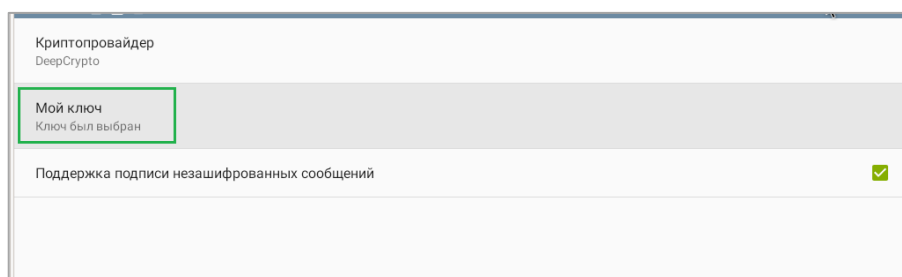 Криптопровайдер
DeepCrypto
Мой ключ
Ключ был выбран
Поддержка подписи незашифрованных сообщений